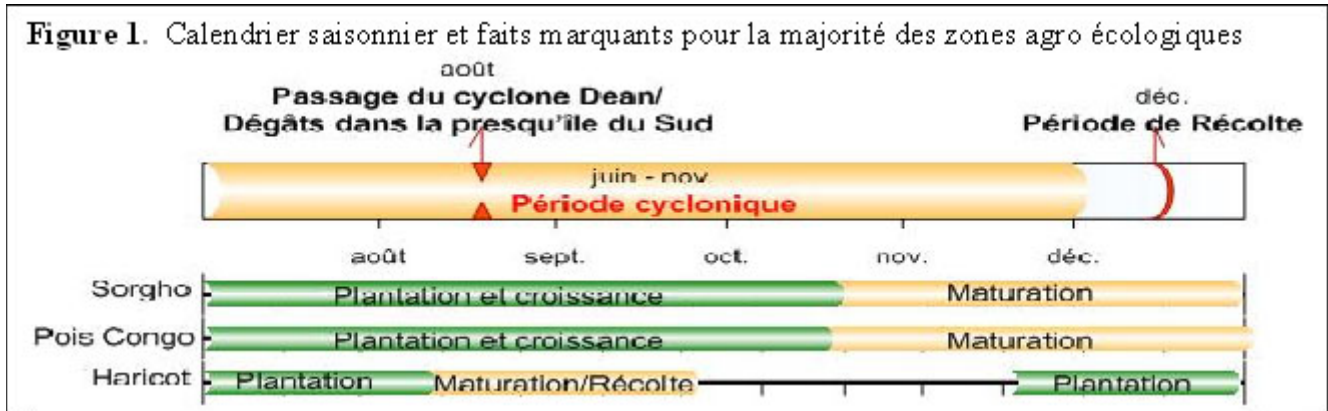 Figure 1. Calendrier saisonnier et faits marquants pour la majorité des zones agro écologiques
août
Passage du cyclone Dean/
Dégâts dans la presqu'île du Sud
déc.
Période de Récolte
juin - nov.
Période cyclonique
août sept. oct. nov. déc.
Sorgho Plantation et croissance Maturation
Pois Congo Plantation et croissance Maturation
Haricot Plantation Maturation/Récolte Plantation